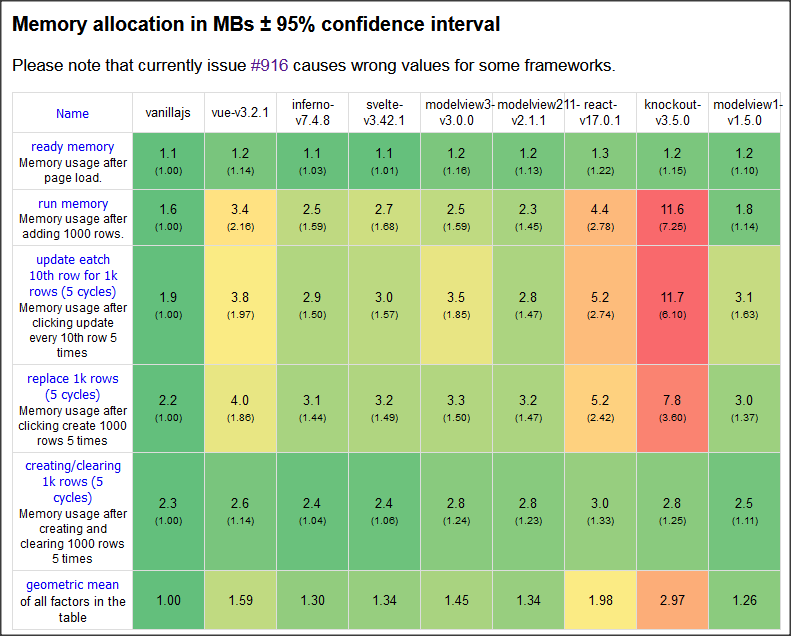 Memory allocation in MBs ± 95% confidence interval
Please note that currently issue #916 causes wrong values for some frameworks.
Name
vanillajs
vue-v3.2.1
inferno-
v7.4.8
svelte-
v3.42.1
modelview3-
v3.0.0
modelview211-
v2.1.1
react-
v17.0.1
knockout-
v3.5.0
modelview1-
v1.5.0
ready memory
Memory usage after
page load.
1.1
(1.00)
1.2
(1.14)
1.1
(1.03)
1.1
(1.01)
1.2
(1.16)
1.2
(1.13)
1.3
(1.22)
1.2
(1.15)
1.2
(1.10)
run memory
Memory usage after
adding 1000 rows.
1.6
(1.00)
3.4
(2.16)
2.5
(1.59)
2.7
(1.68)
2.5
(1.59)
2.3
(1.45)
4.4
(2.78)
11.6
(7.25)
1.8
(1.14)
update eatch
10th row for 1k
rows (5 cycles)
Memory usage after
clicking update
every 10th row 5
times
1.9
(1.00)
3.8
(1.97)
2.9
(1.50)
3.0
(1.57)
3.5
(1.85)
2.8
(1.47)
5.2
(2.74)
11.7
(6.10)
3.1
(1.63)
replace 1k rows
(5 cycles)
Memory usage after
clicking create 1000
rows 5 times
2.2
(1.00)
4.0
(1.86)
3.1
(1.44)
3.2
(1.49)
3.3
(1.50)
3.2
(1.47)
5.2
(2.42)
7.8
(3.60)
3.0
(1.37)
creating/clearing
1k rows (5
cycles)
Memory usage after
creating and
clearing 1000 rows
5 times
2.3
(1.00)
2.6
(1.14)
2.4
(1.04)
2.4
(1.06)
2.8
(1.24)
2.8
(1.23)
3.0
(1.33)
2.8
(1.25)
2.5
(1.11)
geometric mean
of all factors in the
table
1.00
1.59
1.30
1.34
1.45
1.34
1.98
2.97
1.26